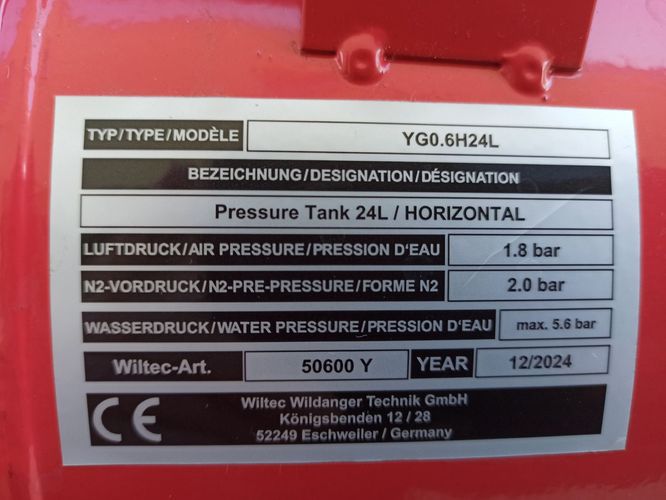 TYP/TYPE/MODÈLE YG0.6H24L
BEZEICHNUNG/DESIGNATION/DÉSIGNATION
Pressure Tank 24L / HORIZONTAL
LUFTDRUCK/AIR PRESSURE/PRESSION D'EAU 1.8 bar
N2-VORDRUCK/N2-PRE-PRESSURE/FORME N2 2.0 bar
WASSERDRUCK/WATER PRESSURE/PRESSION D'EAU max. 5.6 bar
Wiltec-Art. 50600 Y YEAR 12/2024
CE
Wiltec Wildanger Technik GmbH
Königsbenden 12 / 28
52249 Eschweiler / Germany